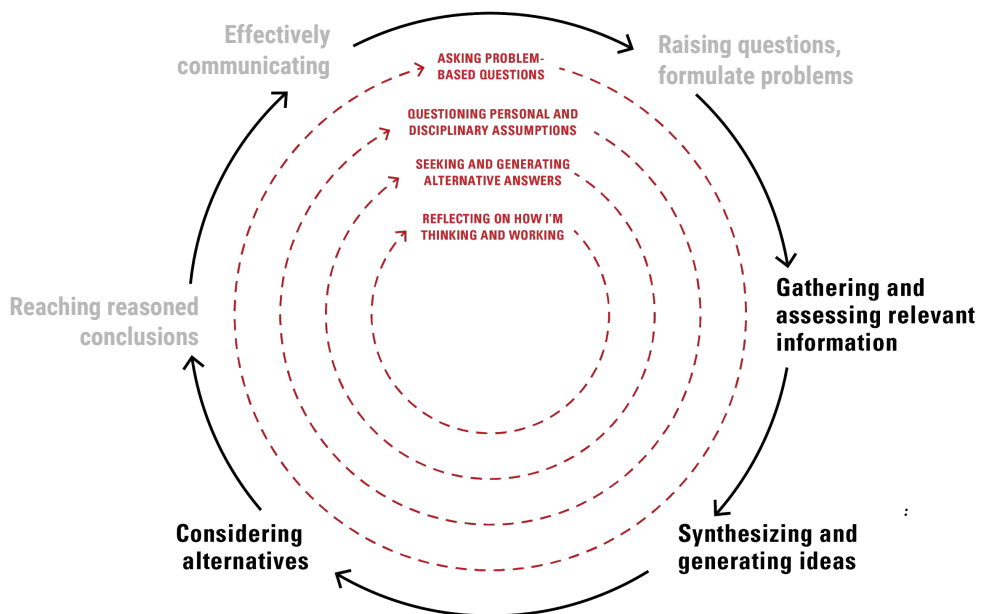 Effectively
communicating
Raising questions,
formulate problems
ASKING PROBLEM-
BASED QUESTIONS
QUESTIONING PERSONAL AND
DISCIPLINARY ASSUMPTIONS
SEEKING AND GENERATING
ALTERNATIVE ANSWERS
REFLECTING ON HOW I'M
THINKING AND WORKING
Reaching reasoned
conclusions
Gathering and
assessing relevant
information
Considering
alternatives
Synthesizing and
generating ideas
: